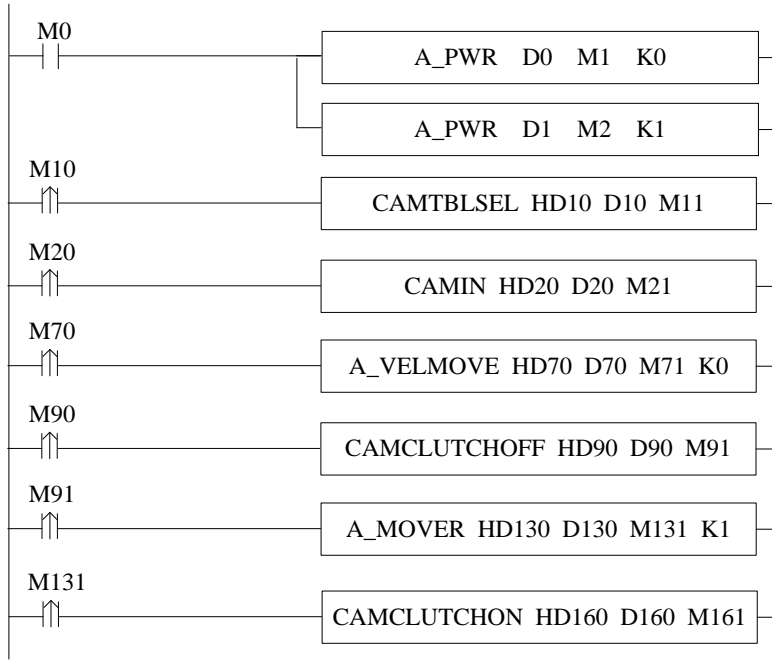 M0
A_PWR D0 M1 K0
A_PWR D1 M2 K1
M10
CAMTBLSEL HD10 D10 M11
M20
CAMIN HD20 D20 M21
M70
A_VELMOVE HD70 D70 M71 K0
M90
CAMCLUTCHOFF HD90 D90 M91
M91
A_MOVER HD130 D130 M131 K1
M131
CAMCLUTCHON HD160 D160 M161